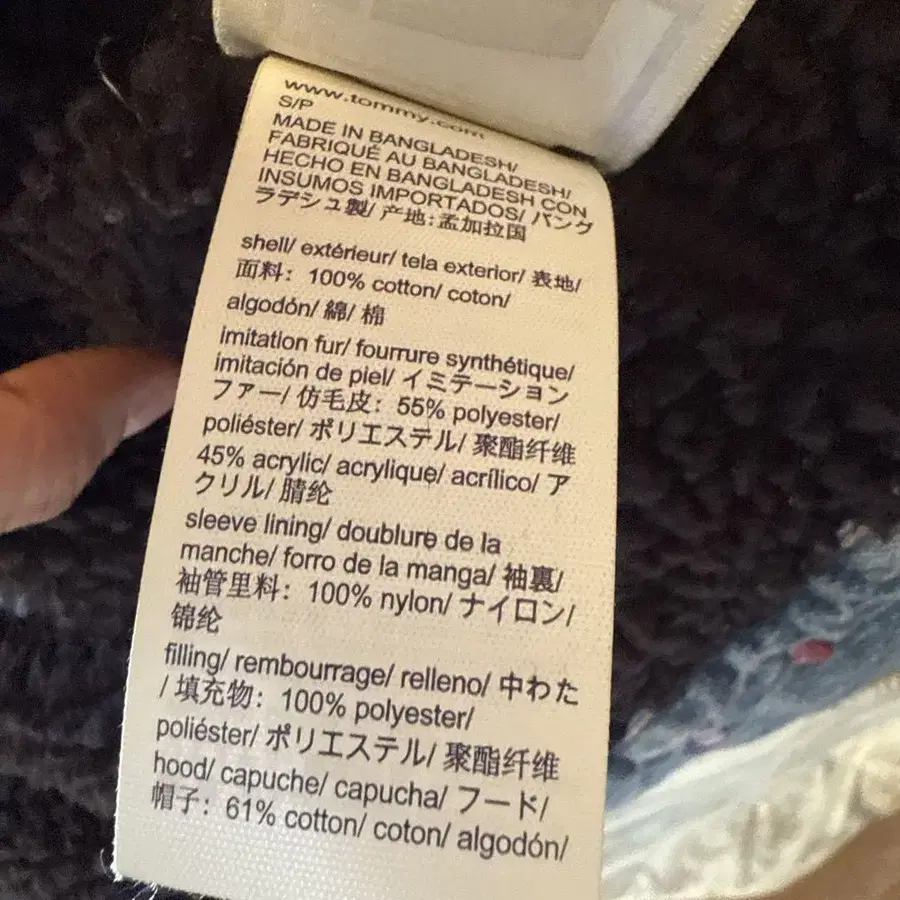 www.tommy.com
S/P
MADE IN BANGLADESH/
FABRIQUÉ AU BANGLADESH/
HECHO EN BANGLADESH CON
INSUMOS IMPORTADOS/ バング
ラデシュ製/ 产地:孟加拉国
shell/ extérieur/ tela exterior/ 表地/
面料: 100% cotton/ coton/
algodón/ 綿/ 棉
imitation fur/ fourrure synthétique/
imitación de piel/ イミテーション
ファー/ 仿毛皮: 55% polyester/
poliéster/ ポリエステル/ 聚酯纤维
45% acrylic/ acrylique/ acrílico/ ア
クリル/ 腈纶
sleeve lining/ doublure de la
manche/ forro de la manga/ 袖裏/
袖管里料: 100% nylon/ ナイロン/
锦纶
filling/ rembourrage/ relleno/ 中わた
/ 填充物: 100% polyester/
poliéster/ ポリエステル/ 聚酯纤维
hood/ capuche/ capucha/ フード/
帽子: 61% cotton/ coton/ algodón/